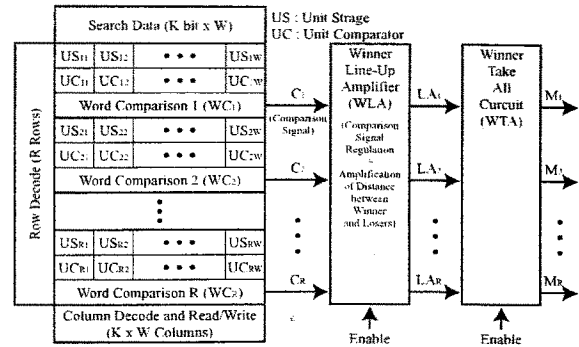 Search Data (K bit x W)
US : Unit Strage
UC : Unit Comparator
US11 US12 • • • US1W
UC11 UC12 • • • UC1W
Word Comparison 1 (WC1)
US21 US22 • • • US2W
UC21 UC22 • • • UC2W
Word Comparison 2 (WC2)
USR1 USR2 • • • USRW
UCR1 UCR2 • • • UCRW
Word Comparison R (WCR)
Column Decode and Read/Write
(K x W Columns)
Row Decode (R Rows)
C1
(Comparison
Signal)
C2
CR
Winner
Line-Up
Amplifier
(WLA)
(Comparison
Signal
Regulation
+
Amplification
of Distance
between
Winner
and Losers)
Enable
LA1
LA2
LAR
Winner
Take
All
Curcuit
(WTA)
Enable
M1
M2
MR